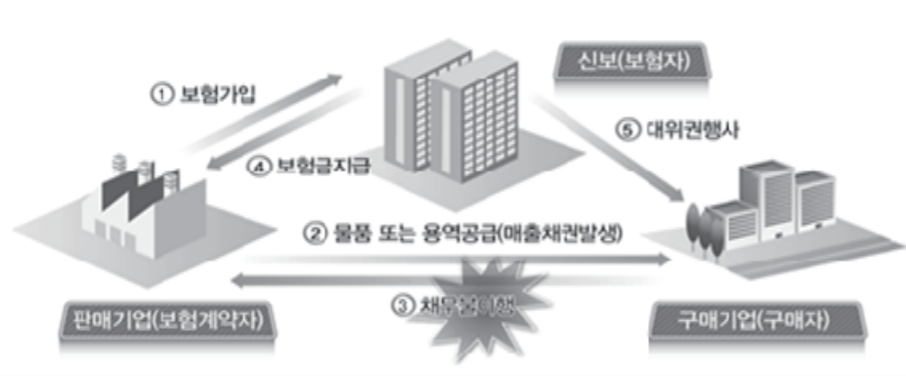 신보(보험자)
① 보험가입
⑤ 대위권행사
④ 보험금지급
② 물품 또는 용역공급(매출채권발생)
③ 채무불이행
판매기업(보험계약자)
구매기업(구매자)